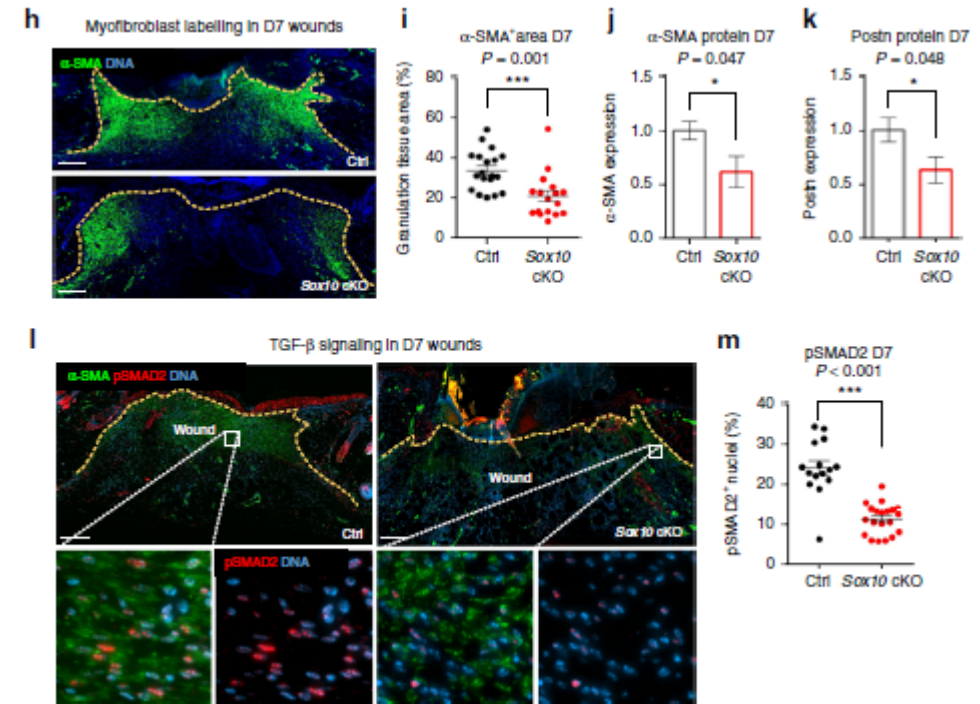 h
Myofibroblast labelling in D7 wounds
α-SMA DNA
Ctrl
Sox10 cKO
i
α-SMA⁺area D7
P = 0.001
***
Granulation tissue area (%)
80
60
40
20
0
Ctrl
Sox10
cKO
j
α-SMA protein D7
P = 0.047
*
α-SMA expression
1.5
1.0
0.5
0.0
Ctrl
Sox10
cKO
k
Postn protein D7
P = 0.048
*
Postn expression
1.5
1.0
0.5
0.0
Ctrl
Sox10
cKO
l
TGF-β signaling in D7 wounds
α-SMA pSMAD2 DNA
Wound
Ctrl
Wound
Sox10 cKO
pSMAD2 DNA
m
pSMAD2 D7
P < 0.001
***
pSMAD2⁺ nuclei (%)
40
30
20
10
0
Ctrl
Sox10 cKO